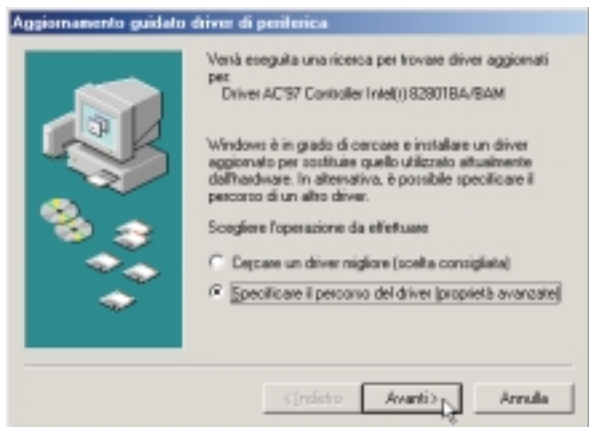 Aggiornamento guidato driver di periferica
Verrà eseguita una ricerca per trovare driver aggiornati
per:
Driver AC'97 Controller Intel(r) 82801BA/BAM
Windows è in grado di cercare e installare un driver
aggiornato per sostituire quello utilizzato attualmente
dall'hardware. In alternativa, è possibile specificare il
percorso di un altro driver.
Scegliere l'operazione da effettuare
Cercare un driver migliore (scelta consigliata)
Specificare il percorso del driver (proprietà avanzate)
< Indietro Avanti > Annulla